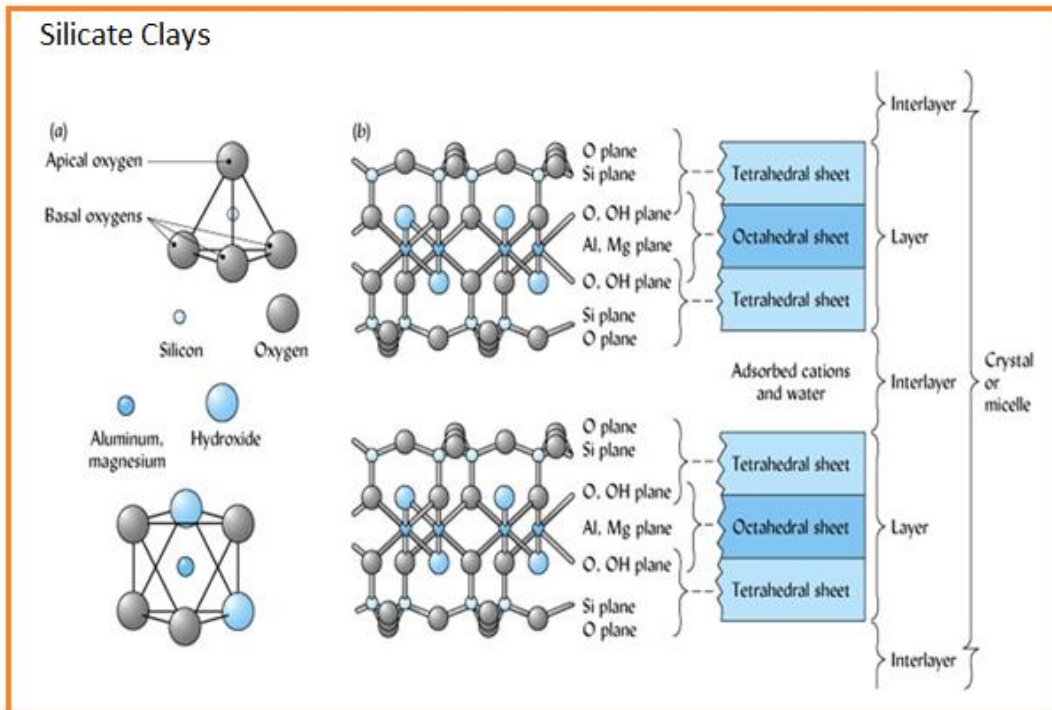 Silicate Clays
(a)
Apical oxygen
Basal oxygens
Silicon
Oxygen
Aluminum,
magnesium
Hydroxide
(b)
O plane
Si plane
O, OH plane
Al, Mg plane
O, OH plane
Si plane
O plane
O plane
Si plane
O, OH plane
Al, Mg plane
O, OH plane
Si plane
O plane
Tetrahedral sheet
Octahedral sheet
Tetrahedral sheet
Adsorbed cations
and water
Tetrahedral sheet
Octahedral sheet
Tetrahedral sheet
Interlayer
Layer
Interlayer
Layer
Interlayer
Crystal
or
micelle